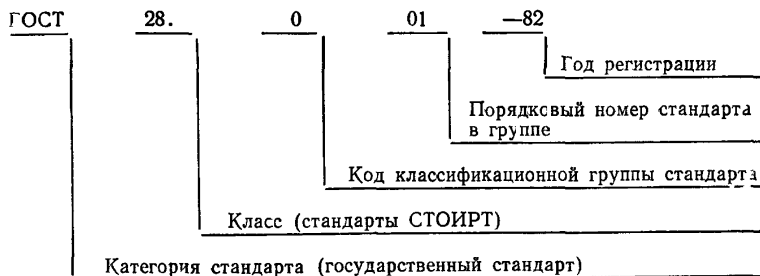 ГОСТ 28. 0 01 —82
Год регистрации
Порядковый номер стандарта
в группе
Код классификационной группы стандарта
Класс (стандарты СТОИРТ)
Категория стандарта (государственный стандарт)